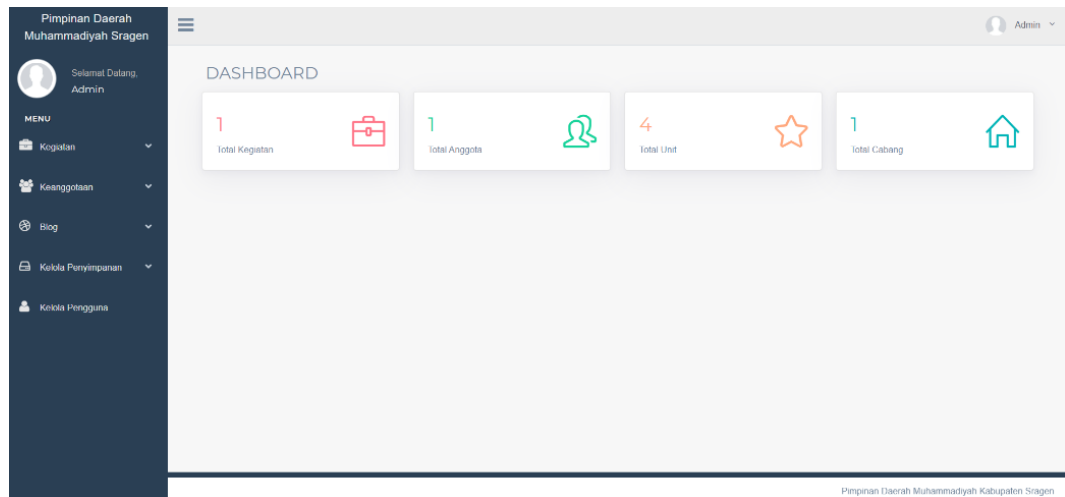 Pimpinan Daerah
Muhammadiyah Sragen
Selamat Datang,
Admin
MENU
Kegiatan
Keanggotaan
Blog
Kelola Penyimpanan
Kelola Pengguna
Admin
DASHBOARD
1
Total Kegiatan
1
Total Anggota
4
Total Unit
1
Total Cabang
Pimpinan Daerah Muhammadiyah Kabupaten Sragen